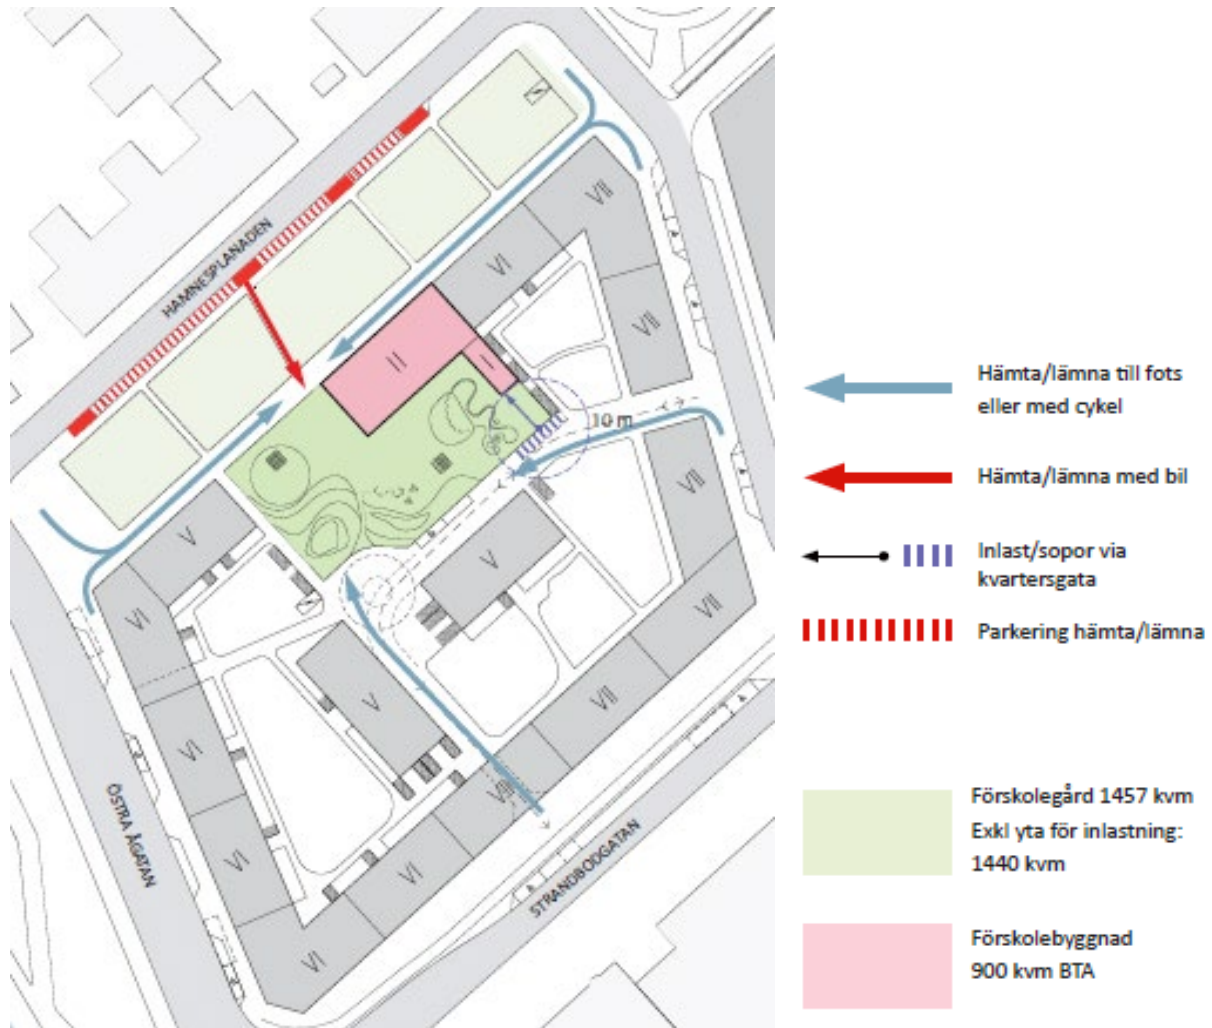 HAMNESPLANADEN
VII
VI
VII
II
I
10 m
V
VII
V
VI
VII
V
VII
VI
VII
VI
VI
VI
ÖSTRA ÅGATAN
STRANDBODGATAN
Hämta/lämna till fots
eller med cykel
Hämta/lämna med bil
Inlast/sopor via
kvartersgata
Parkering hämta/lämna
Förskolegård 1457 kvm
Exkl yta för inlastning:
1440 kvm
Förskolebyggnad
900 kvm BTA